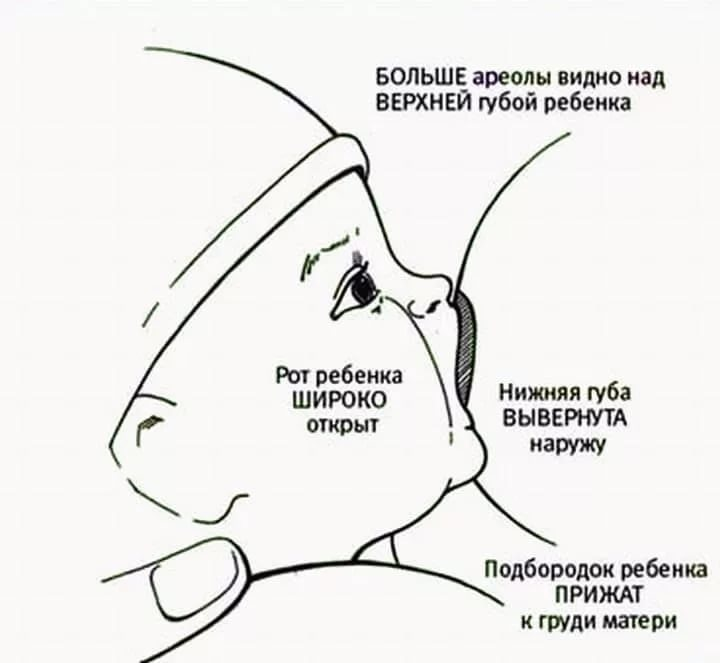 БОЛЬШЕ ареолы видно над
ВЕРХНЕЙ губой ребенка
Рот ребенка
ШИРОКО
открыт
Нижняя губа
ВЫВЕРНУТА
наружу
Подбородок ребенка
ПРИЖАТ
к груди матери